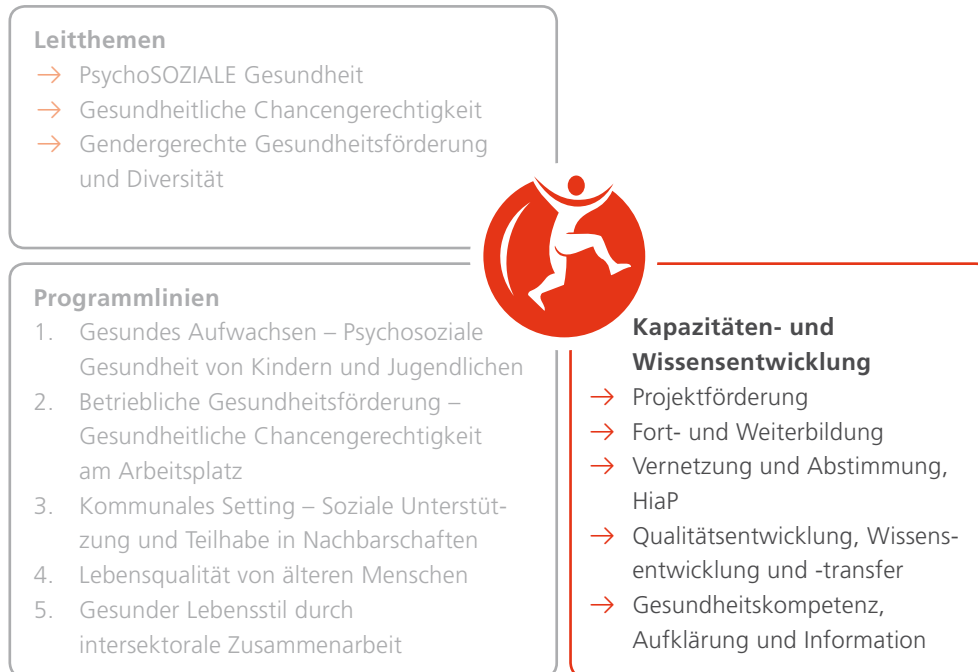 Leitthemen
→ PsychoSOZIALE Gesundheit
→ Gesundheitliche Chancengerechtigkeit
→ Gendergerechte Gesundheitsförderung
und Diversität
Programmlinien
1. Gesundes Aufwachsen – Psychosoziale
Gesundheit von Kindern und Jugendlichen
2. Betriebliche Gesundheitsförderung –
Gesundheitliche Chancengerechtigkeit
am Arbeitsplatz
3. Kommunales Setting – Soziale Unterstüt-
zung und Teilhabe in Nachbarschaften
4. Lebensqualität von älteren Menschen
5. Gesunder Lebensstil durch
intersektorale Zusammenarbeit
Kapazitäten- und
Wissensentwicklung
→ Projektförderung
→ Fort- und Weiterbildung
→ Vernetzung und Abstimmung,
HiaP
→ Qualitätsentwicklung, Wissens-
entwicklung und -transfer
→ Gesundheitskompetenz,
Aufklärung und Information